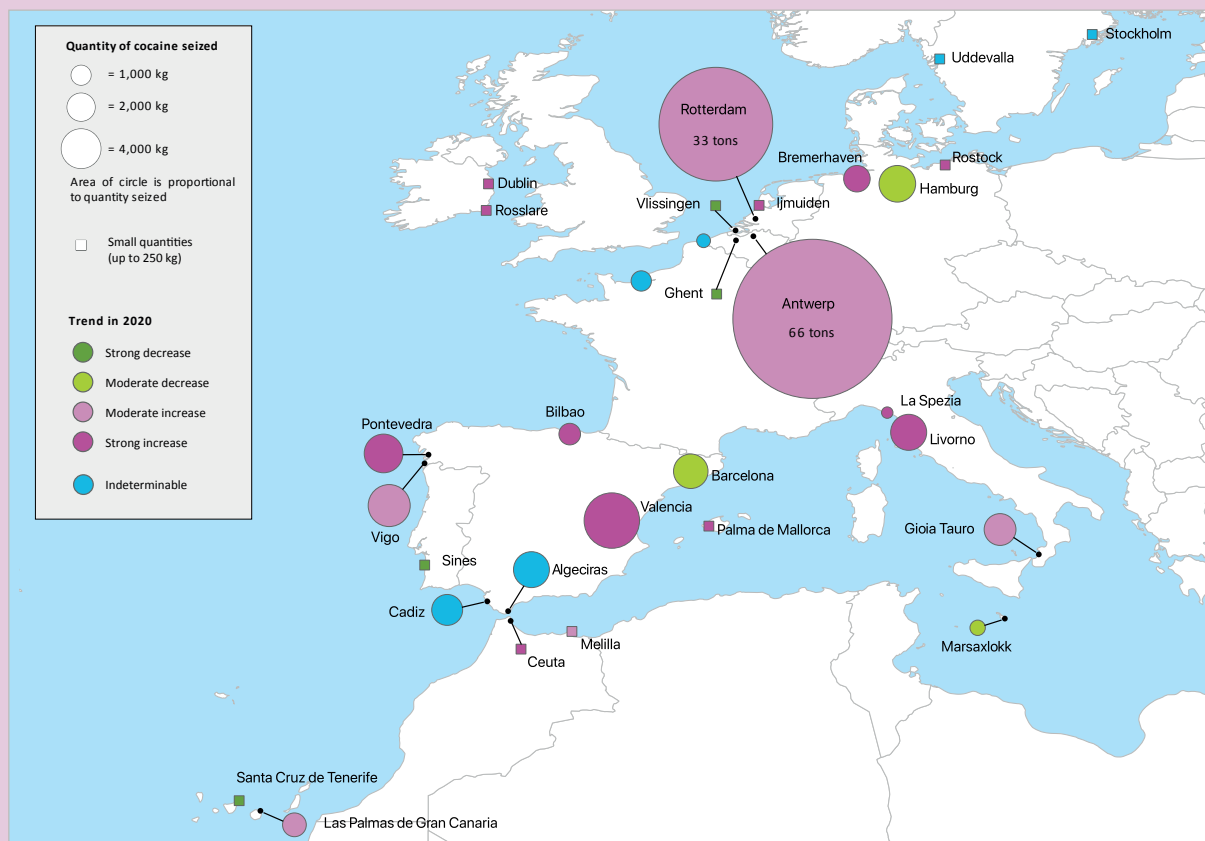 Quantity of cocaine seized
= 1,000 kg
= 2,000 kg
= 4,000 kg
Area of circle is proportional
to quantity seized
Small quantities
(up to 250 kg)
Trend in 2020
Strong decrease
Moderate decrease
Moderate increase
Strong increase
Indeterminable
Stockholm
Uddevalla
Rotterdam
33 tons
Bremerhaven
Rostock
Hamburg
Dublin
Rosslare
Vlissingen
Ijmuiden
Ghent
Antwerp
66 tons
La Spezia
Livorno
Bilbao
Pontevedra
Barcelona
Vigo
Valencia
Palma de Mallorca
Gioia Tauro
Sines
Algeciras
Cadiz
Melilla
Ceuta
Marsaxlokk
Santa Cruz de Tenerife
Las Palmas de Gran Canaria